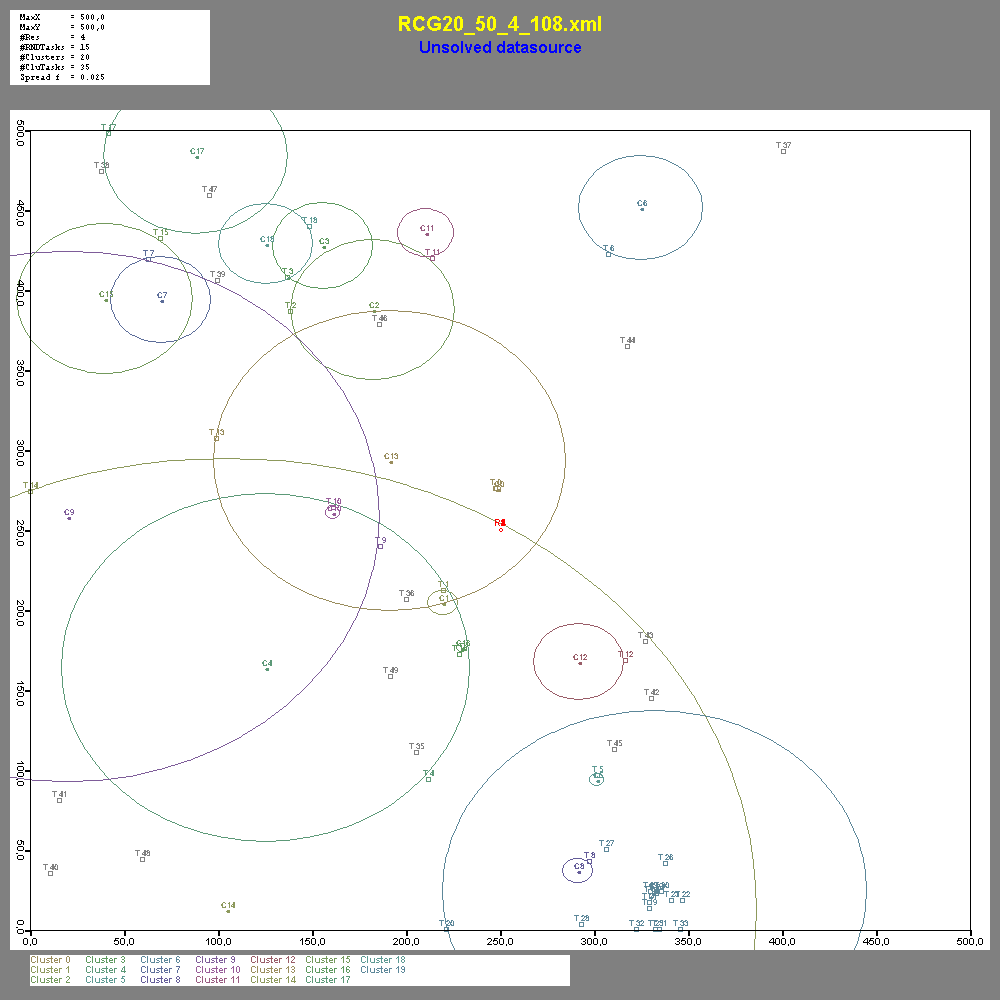 MaxX = 500,0
MaxY = 500,0
#Res = 4
#RNDTasks = 15
#Clusters = 20
#CluTasks = 35
Spread f = 0.025
RCG20_50_4_108.xml
Unsolved datasource
500,0
450,0
400,0
350,0
300,0
250,0
200,0
150,0
100,0
50,0
0,0
T 17
C17
T 37
T 47
C6
T 18
C18
C3
C11
T 15
T 11
T 6
T 7
T 3
T 39
C15
C7
T 2
C2
T 46
T 44
T 13
C13
T 14
C9
T 10
T 9
T 36
T 1
C1
T 43
C12
T 12
C4
T 49
T 42
T 35
T 45
T 4
T 5
T 41
T 27
T 8
T 26
T 48
T 40
C8
T 22
C14
T 20
T 28
T 32
T 33
0,0 50,0 100,0 150,0 200,0 250,0 300,0 350,0 400,0 450,0 500,0
Cluster 0 Cluster 3 Cluster 6 Cluster 9 Cluster 12 Cluster 15 Cluster 18
Cluster 1 Cluster 4 Cluster 7 Cluster 10 Cluster 13 Cluster 16 Cluster 19
Cluster 2 Cluster 5 Cluster 8 Cluster 11 Cluster 14 Cluster 17